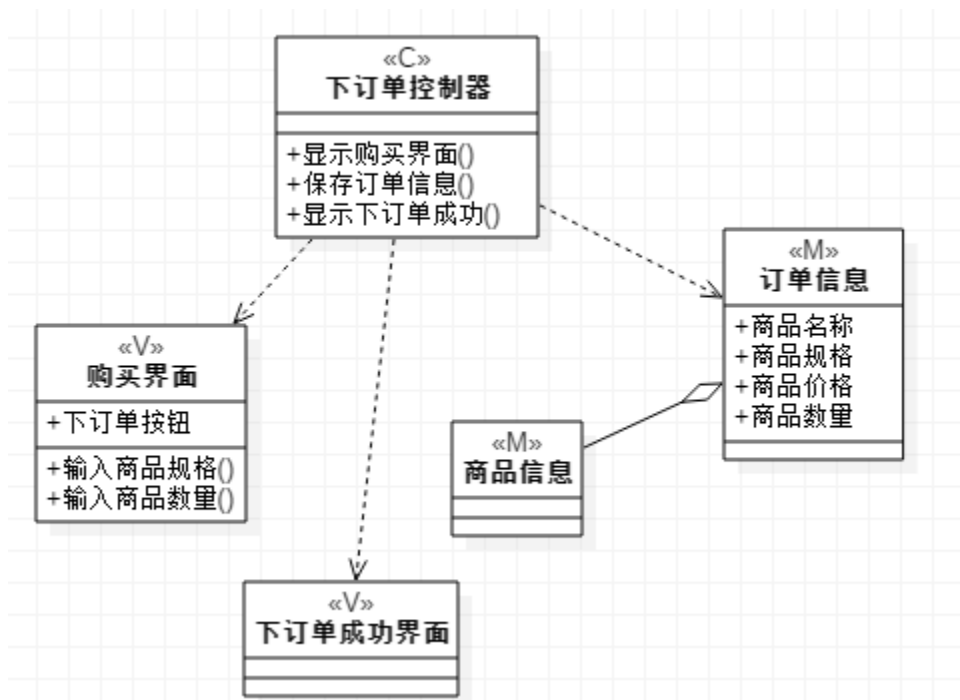 «C»
下订单控制器
+显示购买界面()
+保存订单信息()
+显示下订单成功()
«M»
订单信息
+商品名称
+商品规格
+商品价格
+商品数量
«V»
购买界面
+下订单按钮
+输入商品规格()
+输入商品数量()
«M»
商品信息
«V»
下订单成功界面